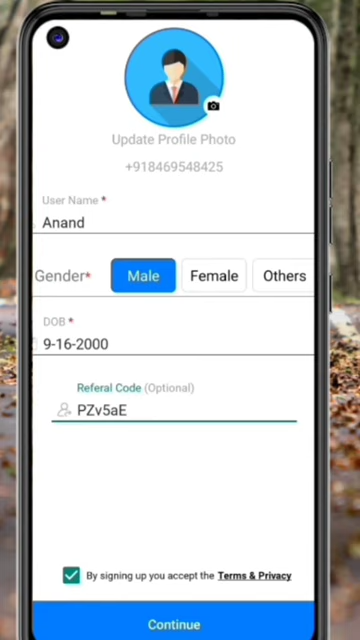 Update Profile Photo
+918469548425
User Name *
Anand
Gender* Male Female Others
DOB *
9-16-2000
Referal Code (Optional)
PZv5aE
By signing up you accept the Terms & Privacy
Continue